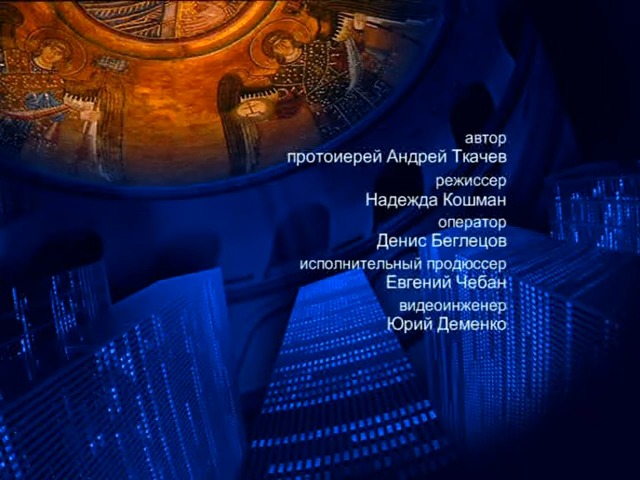 автор
протоиерей Андрей Ткачев
режиссер
Надежда Кошман
оператор
Денис Беглецов
исполнительный продюссер
Евгений Чебан
видеоинженер
Юрий Деменко